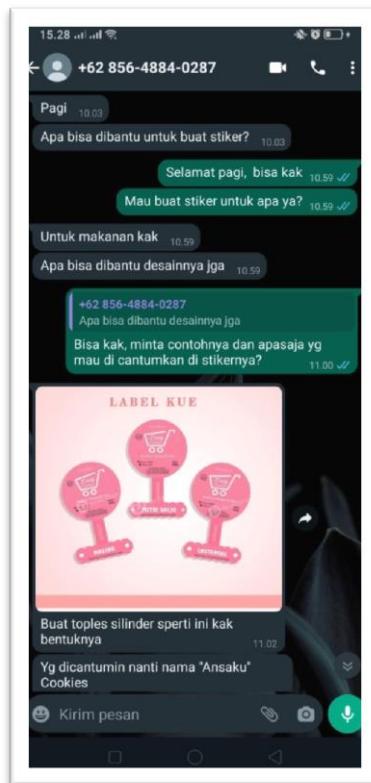 15.28
+62 856-4884-0287
Pagi 10.03
Apa bisa dibantu untuk buat stiker? 10.03
Selamat pagi, bisa kak 10.59
Mau buat stiker untuk apa ya? 10.59
Untuk makanan kak 10.59
Apa bisa dibantu desainnya jga 10.59
+62 856-4884-0287
Apa bisa dibantu desainnya jga
Bisa kak, minta contohnya dan apasaja yg
mau di cantumkan di stikernya? 11.00
LABEL KUE
PUTRI SALJU
NASTAR
KASTANGEL
Buat toples silinder sperti ini kak
bentuknya 11.02
Yg dicantumin nanti nama "Ansaku"
Cookies
Kirim pesan